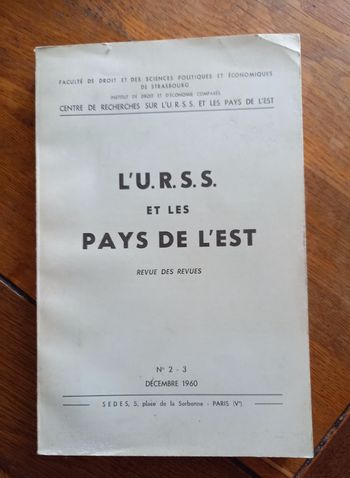 FACULTÉ DE DROIT ET DES SCIENCES POLITIQUES ET ÉCONOMIQUES
DE STRASBOURG
INSTITUT DE DROIT ET D'ÉCONOMIE COMPARÉS
CENTRE DE RECHERCHES SUR L'U.R.S.S. ET LES PAYS DE L'EST
L'U.R.S.S.
ET LES
PAYS DE L'EST
REVUE DES REVUES
N° 2 - 3
DÉCEMBRE 1960
SEDES, 5, place de la Sorbonne - PARIS (Vᵉ)